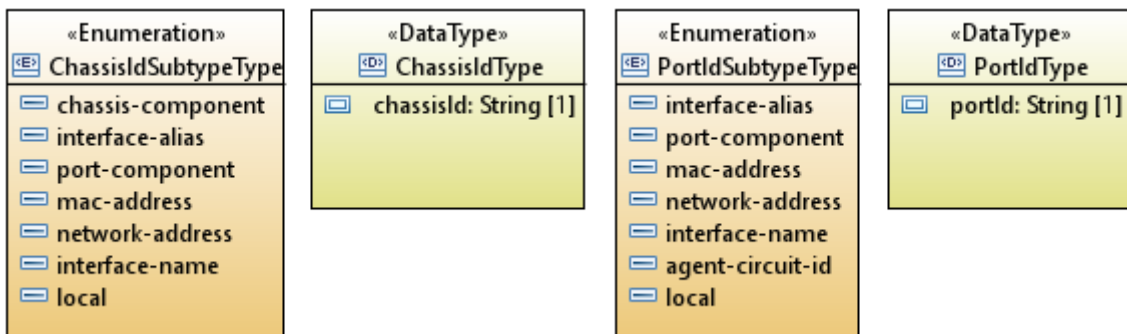 «Enumeration»
ChassisIdSubtypeType
chassis-component
interface-alias
port-component
mac-address
network-address
interface-name
local
«DataType»
ChassisIdType
chassisId: String [1]
«Enumeration»
PortIdSubtypeType
interface-alias
port-component
mac-address
network-address
interface-name
agent-circuit-id
local
«DataType»
PortIdType
portId: String [1]